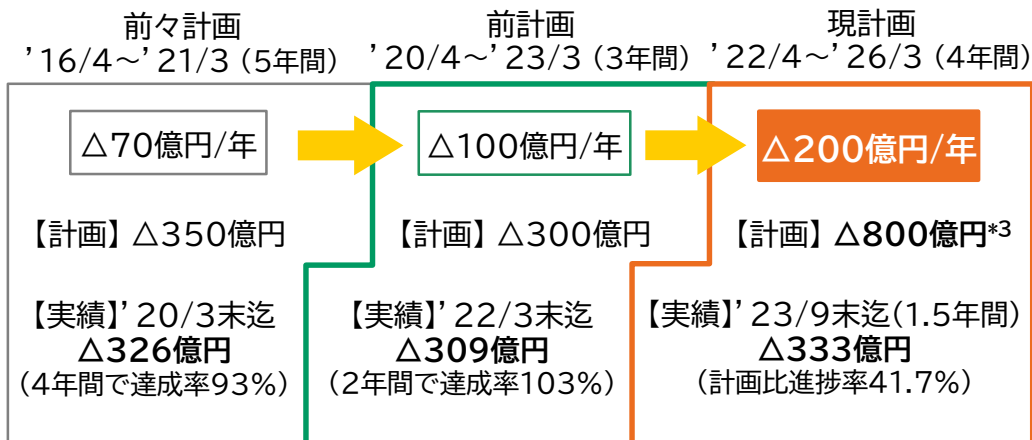 前々計画
’16/4～’21/3（5年間）
△70億円/年
【計画】△350億円
【実績】’20/3末迄
△326億円
（4年間で達成率93%）
前計画
’20/4～’23/3（3年間）
△100億円/年
【計画】△300億円
【実績】’22/3末迄
△309億円
（2年間で達成率103%）
現計画
’22/4～’26/3（4年間）
△200億円/年
【計画】△800億円*3
【実績】’23/9末迄（1.5年間）
△333億円
（計画比進捗率41.7%）